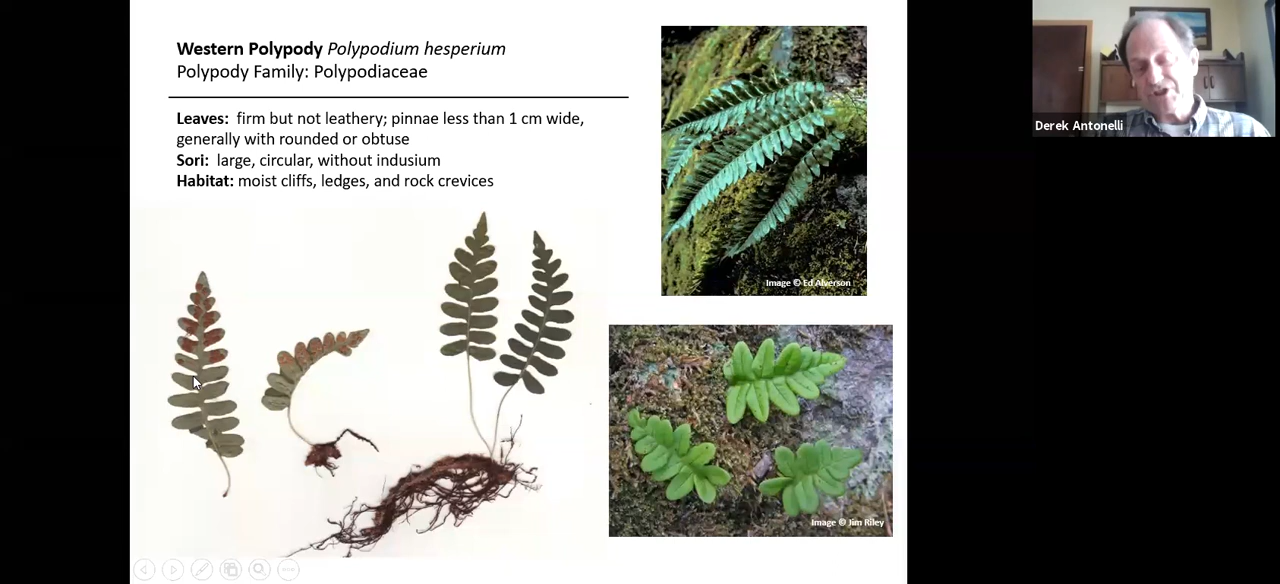 Western Polypody Polypodium hesperium
Polypody Family: Polypodiaceae
Leaves: firm but not leathery; pinnae less than 1 cm wide,
generally with rounded or obtuse
Sori: large, circular, without indusium
Habitat: moist cliffs, ledges, and rock crevices
Image © Ed Alverson
Image © Jim Riley
Derek Antonelli